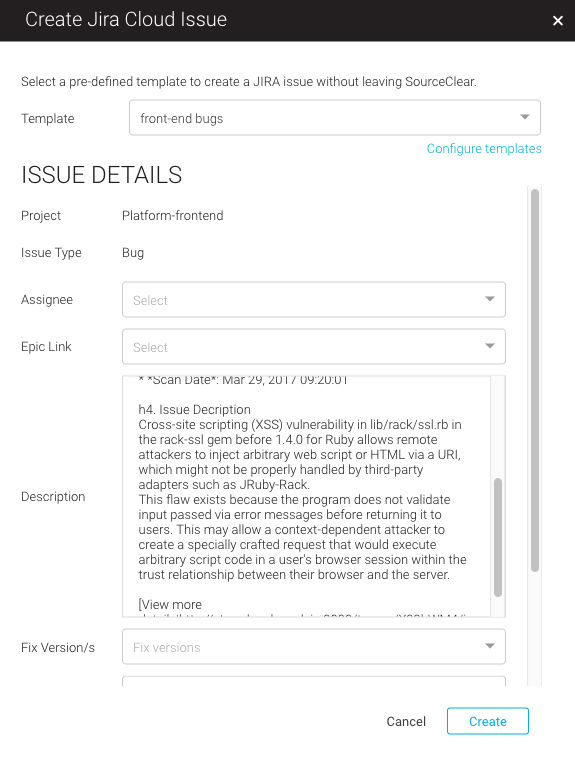 Create Jira Cloud Issue
Select a pre-defined template to create a JIRA issue without leaving SourceClear.
Template
front-end bugs
Configure templates
ISSUE DETAILS
Project
Platform-frontend
Issue Type
Bug
Assignee
Select
Epic Link
Select
Description
* *Scan Date*: Mar 29, 2017 09:20:01
h4. Issue Decription
Cross-site scripting (XSS) vulnerability in lib/rack/ssl.rb in
the rack-ssl gem before 1.4.0 for Ruby allows remote
attackers to inject arbitrary web script or HTML via a URI,
which might not be properly handled by third-party
adapters such as JRuby-Rack.
This flaw exists because the program does not validate
input passed via error messages before returning it to
users. This may allow a context-dependent attacker to
create a specially crafted request that would execute
arbitrary script code in a user's browser session within the
trust relationship between their browser and the server.
[View more
Fix Version/s
Fix versions
Cancel
Create